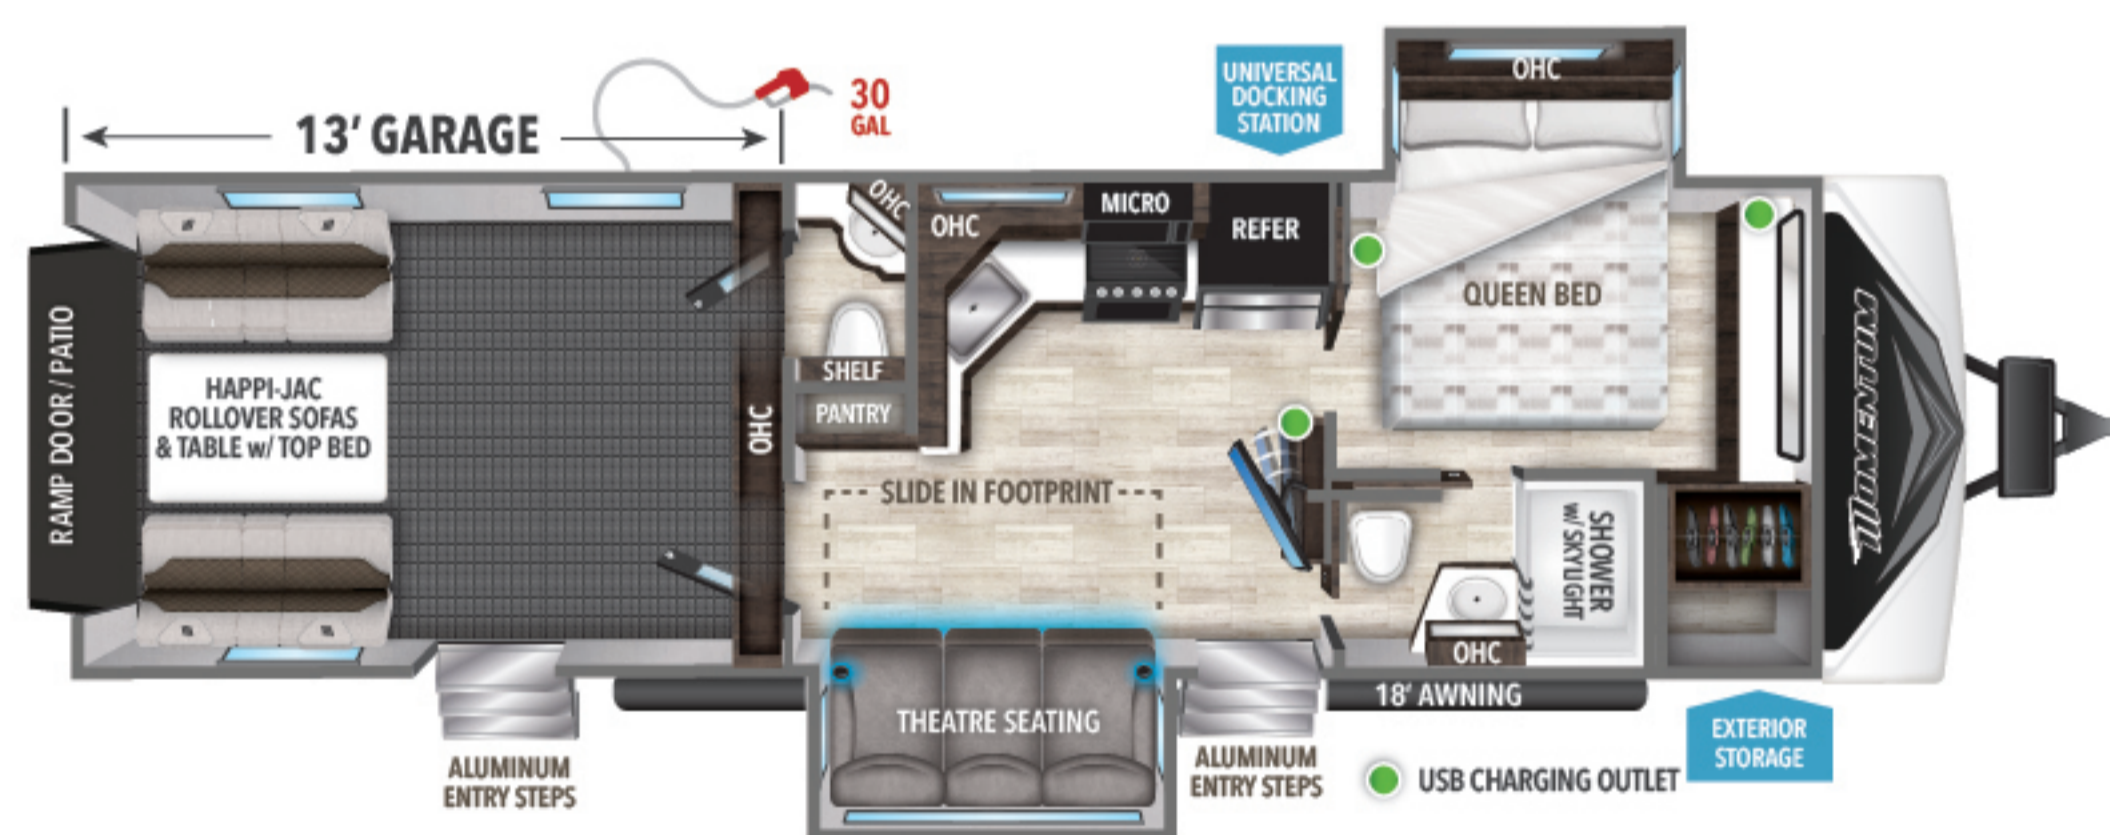 13' GARAGE
30
GAL
UNIVERSAL
DOCKING
STATION
OHC
OHC
OHC
MICRO
REFER
QUEEN BED
RAMP DOOR / PATIO
HAPPI-JAC
ROLLOVER SOFAS
& TABLE w/ TOP BED
OHC
SHELF
PANTRY
SLIDE IN FOOTPRINT
SHOWER
w/ SKYLIGHT
OHC
MOMENTUM
THEATRE SEATING
18' AWNING
ALUMINUM
ENTRY STEPS
ALUMINUM
ENTRY STEPS
USB CHARGING OUTLET
EXTERIOR
STORAGE